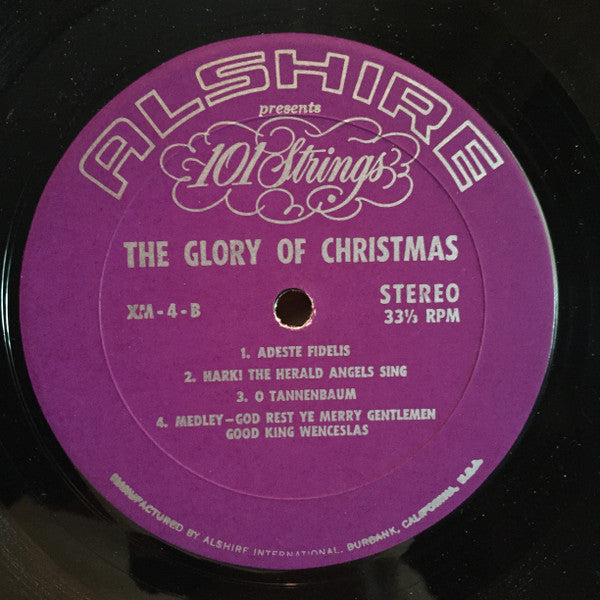 ALSHIRE
presents
101 Strings
THE GLORY OF CHRISTMAS
XM-4-B
STEREO
33⅓ RPM
1. ADESTE FIDELIS
2. HARK! THE HERALD ANGELS SING
3. O TANNENBAUM
4. MEDLEY—GOD REST YE MERRY GENTLEMEN
GOOD KING WENCESLAS
MANUFACTURED BY ALSHIRE INTERNATIONAL, BURBANK, CALIFORNIA, U.S.A.